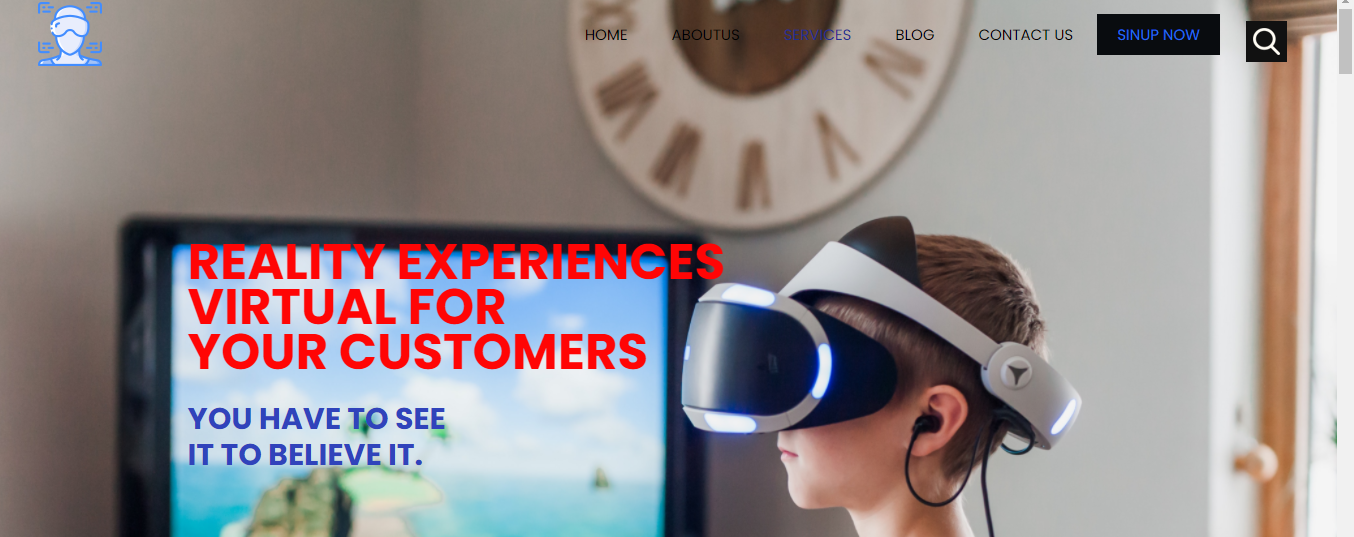 HOME ABOUTUS SERVICES BLOG CONTACT US SINUP NOW
REALITY EXPERIENCES
VIRTUAL FOR
YOUR CUSTOMERS
YOU HAVE TO SEE
IT TO BELIEVE IT.